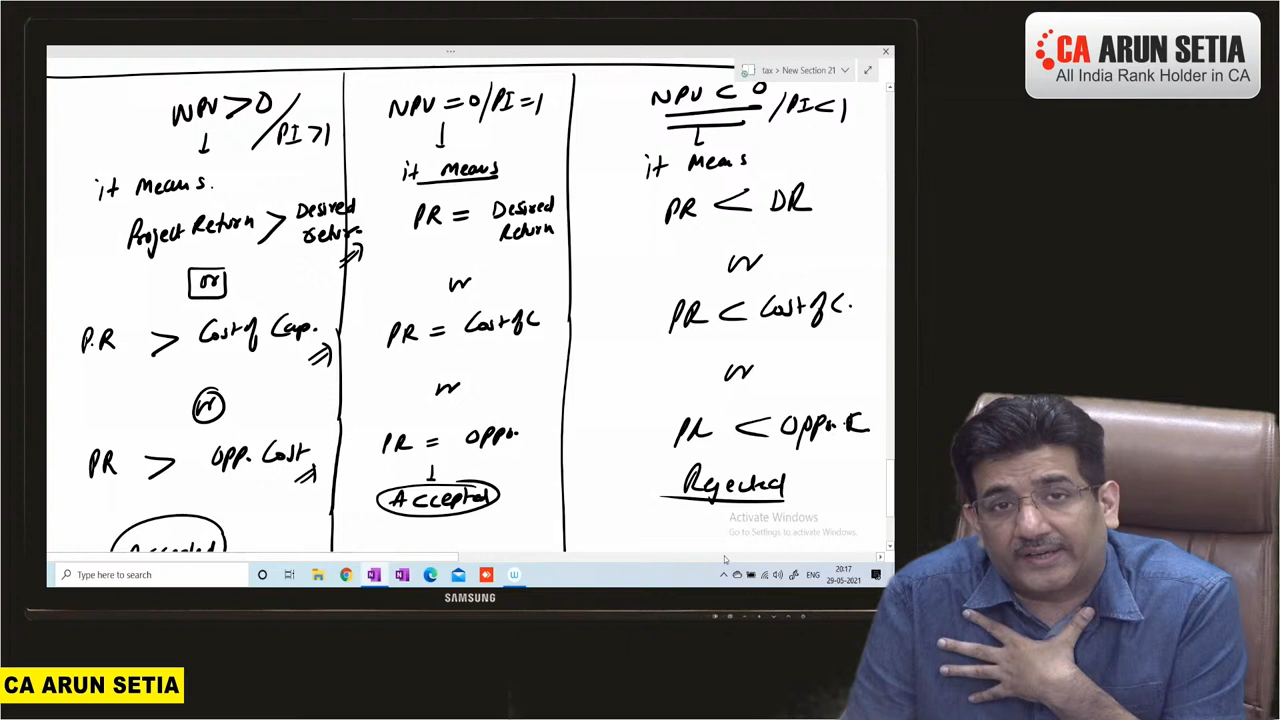 CA ARUN SETIA
All India Rank Holder in CA
tax > New Section 21
NPV > 0 / PI > 1
it means.
Project Return > Desired return
or
P.R > Cost of Cap.
or
PR > Opp. Cost
Accepted
NPV = 0 / PI = 1
it means
PR = Desired Return
or
PR = Cost of C
or
PR = Oppo.
Accepted
NPV < 0 / PI < 1
it means
PR < DR
or
PR < Cost of C.
or
PR < Oppo. C
Rejected
Activate Windows
Go to Settings to activate Windows.
Type here to search
ENG
20:17
29-05-2021
SAMSUNG
CA ARUN SETIA